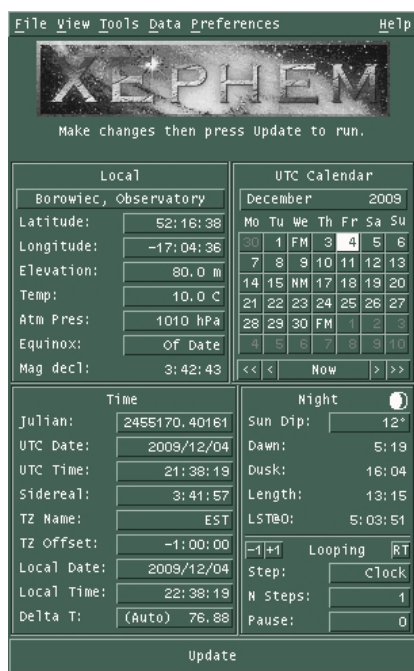 File View Tools Data Preferences Help
XEPHEM
Make changes then press Update to run.
Local
Borowiec, Observatory
Latitude: 52:16:38
Longitude: -17:04:36
Elevation: 80.0 m
Temp: 10.0 C
Atm Pres: 1010 hPa
Equinox: Of Date
Mag decl: 3:42:43
UTC Calendar
December 2009
Mo Tu We Th Fr Sa Su
30 1 FM 3 4 5 6
7 8 9 10 11 12 13
14 15 NM 17 18 19 20
21 22 23 24 25 26 27
28 29 30 FM 1 2 3
4 5 6 7 8 9 10
<< < Now > >>
Time
Julian: 2455170.40161
UTC Date: 2009/12/04
UTC Time: 21:38:19
Sidereal: 3:41:57
TZ Name: EST
TZ Offset: -1:00:00
Local Date: 2009/12/04
Local Time: 22:38:19
Delta T: (Auto) 76.88
Night
Sun Dip: 12°
Dawn: 5:19
Dusk: 16:04
Length: 13:15
LST@0: 5:03:51
-1 +1 Looping RT
Step: Clock
N Steps: 1
Pause: 0
Update